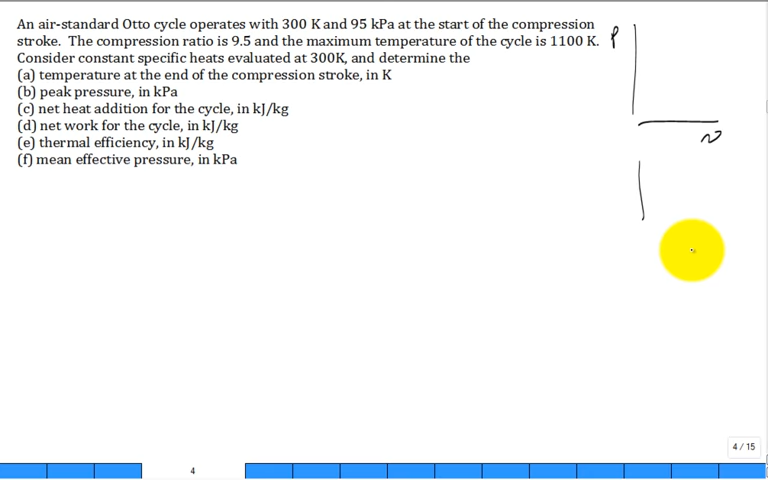 An air-standard Otto cycle operates with 300 K and 95 kPa at the start of the compression
stroke. The compression ratio is 9.5 and the maximum temperature of the cycle is 1100 K.
Consider constant specific heats evaluated at 300K, and determine the
(a) temperature at the end of the compression stroke, in K
(b) peak pressure, in kPa
(c) net heat addition for the cycle, in kJ/kg
(d) net work for the cycle, in kJ/kg
(e) thermal efficiency, in kJ/kg
(f) mean effective pressure, in kPa
P
v
4 / 15
4